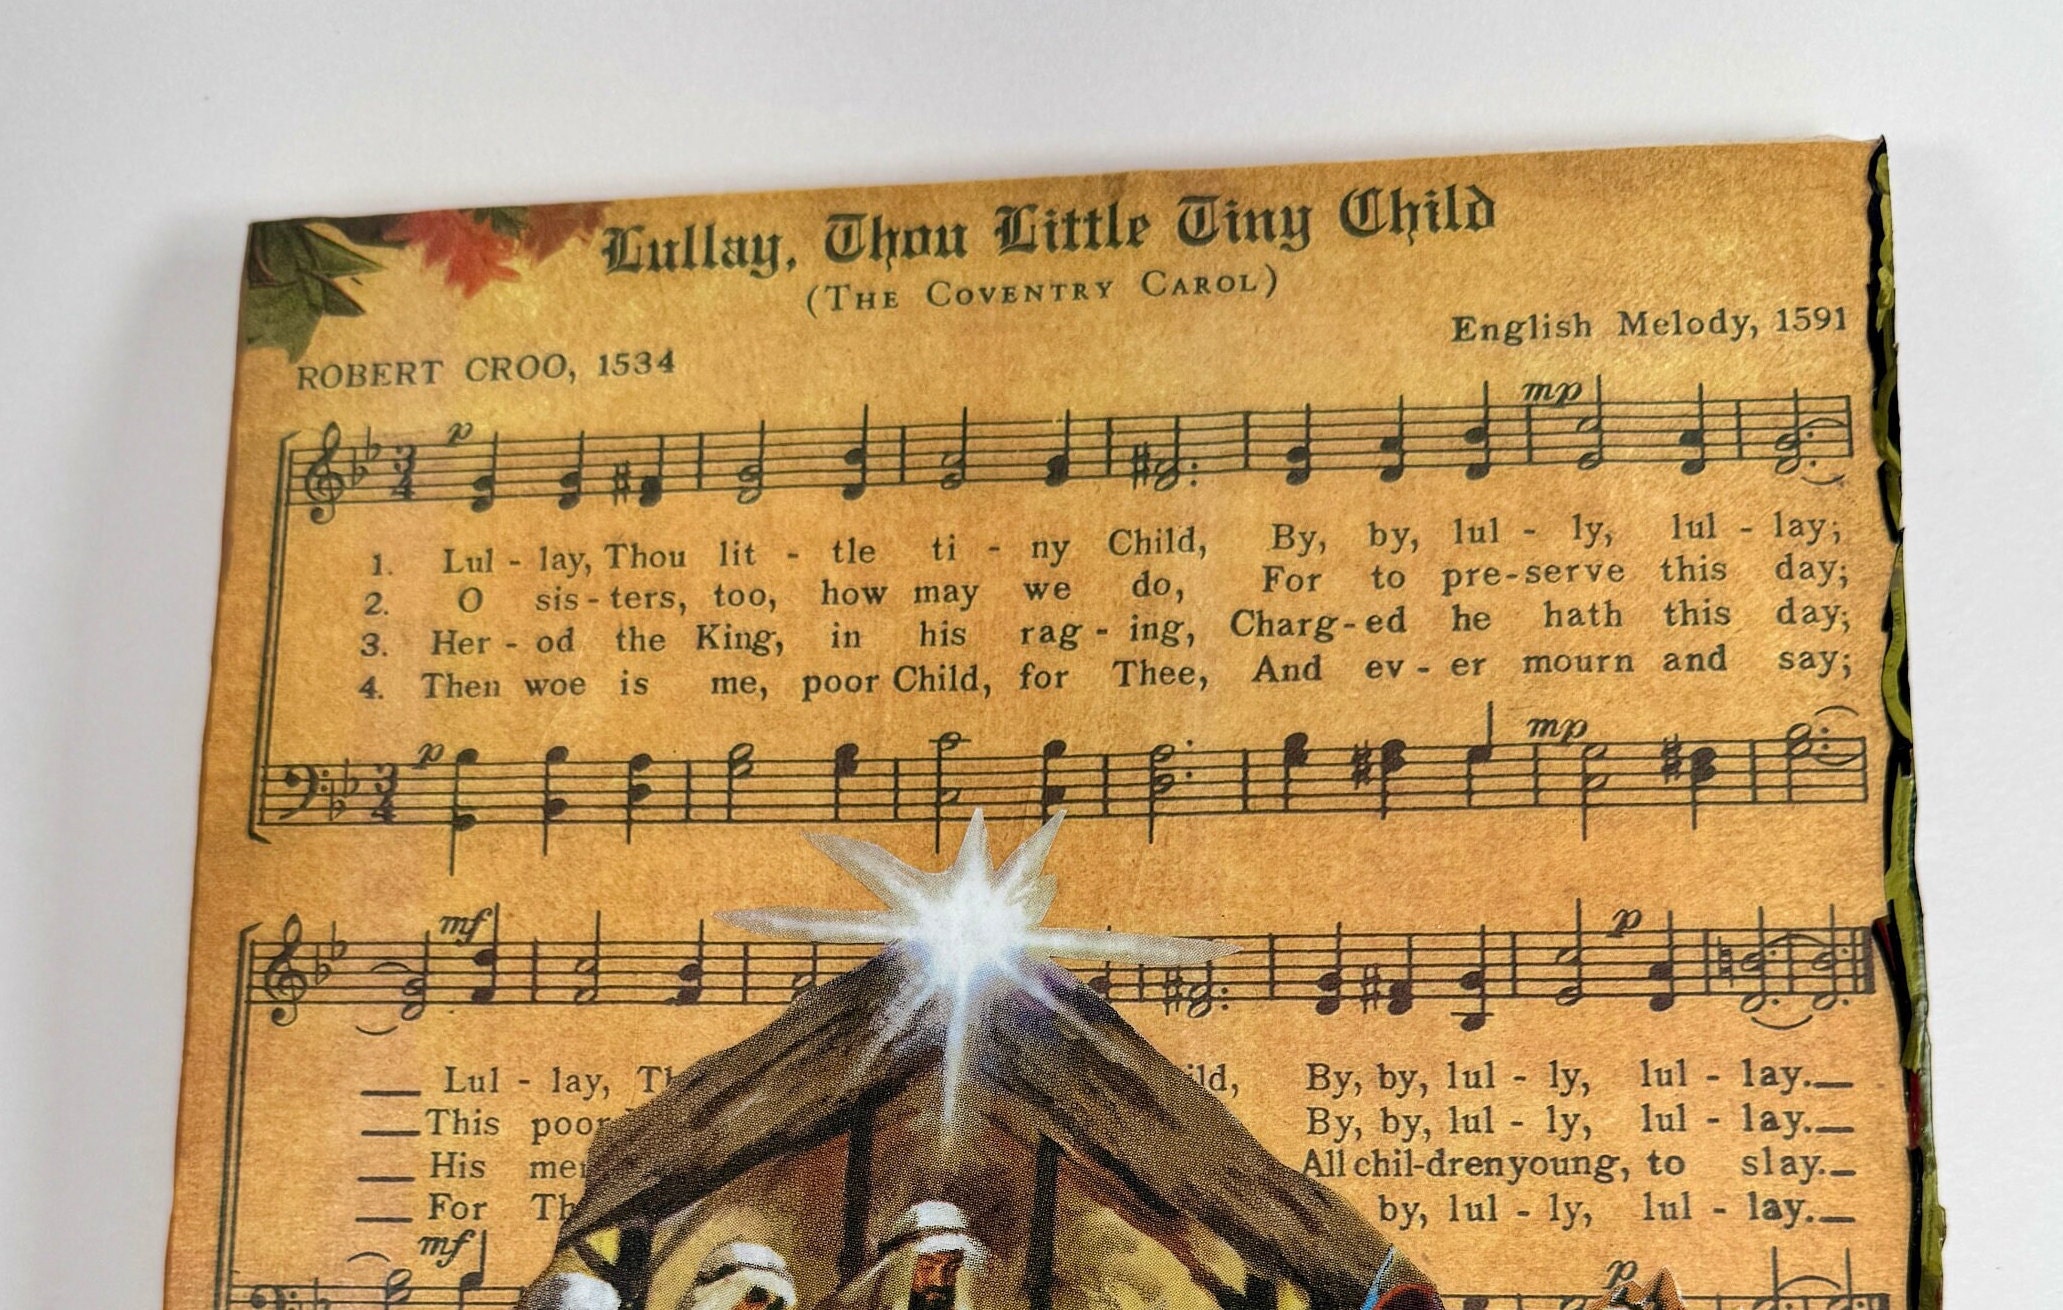 Lullay, Thou Little Tiny Child
(THE COVENTRY CAROL)
English Melody, 1591
ROBERT CROO, 1534
p mp
1. Lul - lay, Thou lit - tle ti - ny Child, By, by, lul - ly, lul - lay;
2. O sis - ters, too, how may we do, For to pre-serve this day;
3. Her - od the King, in his rag - ing, Charg-ed he hath this day;
4. Then woe is me, poor Child, for Thee, And ev - er mourn and say;
p mp
mf p
Lul - lay, By, by, lul - ly, lul - lay.
This poor By, by, lul - ly, lul - lay.
His All chil-dren young, to slay.
For by, lul - ly, lul - lay.
mf p